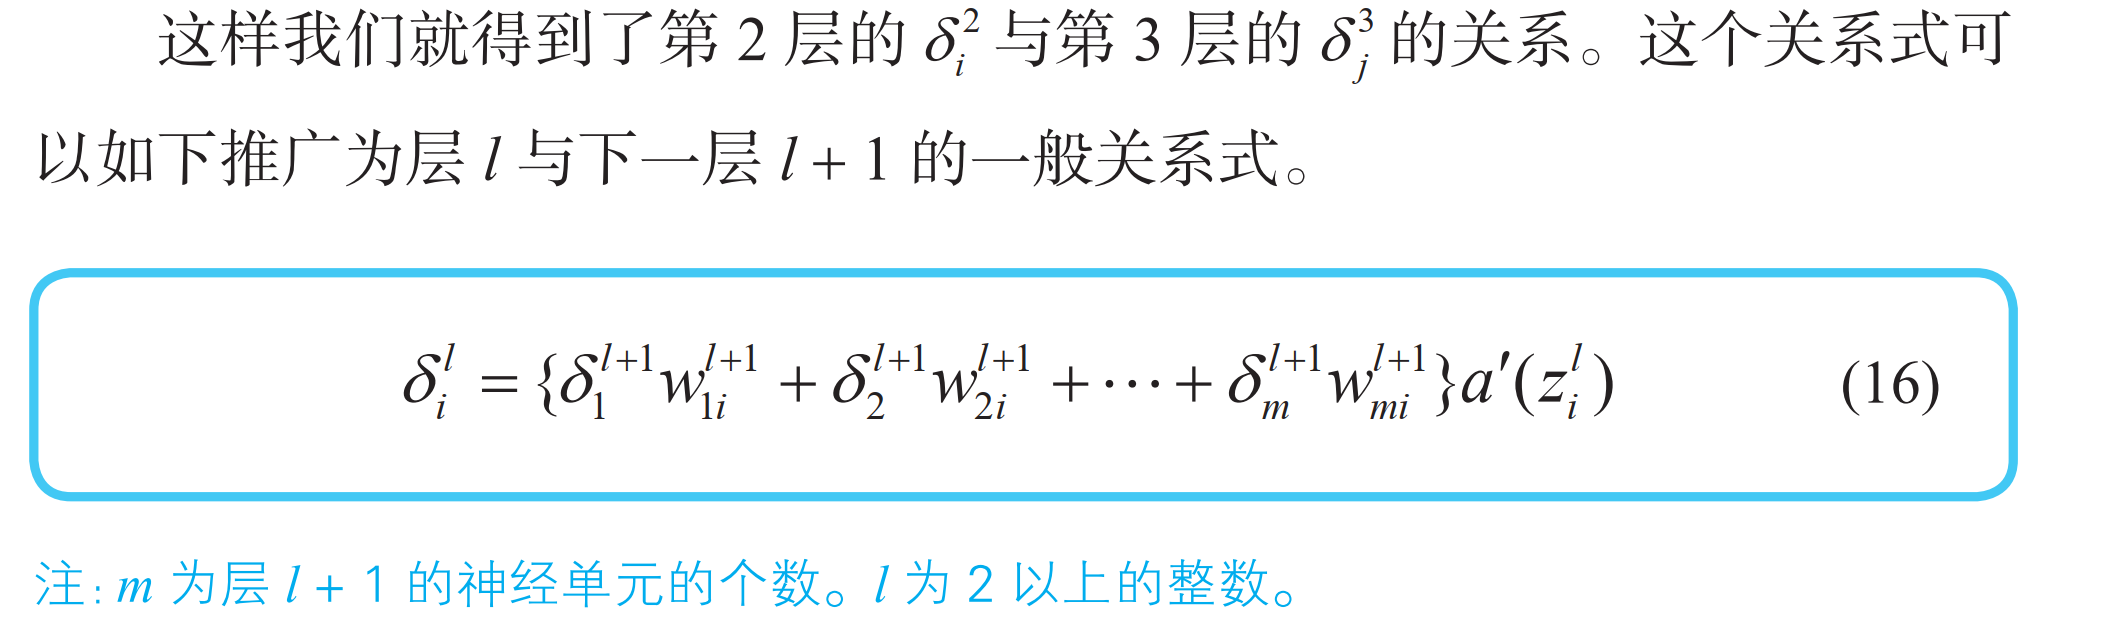 这样我们就得到了第 2 层的 $\delta_i^2$ 与第 3 层的 $\delta_j^3$ 的关系。这个关系式可
以如下推广为层 $l$ 与下一层 $l+1$ 的一般关系式。
$\delta_i^l = \{\delta_1^{l+1} w_{1i}^{l+1} + \delta_2^{l+1} w_{2i}^{l+1} + \cdots + \delta_m^{l+1} w_{mi}^{l+1}\} a'(z_i^l)$ (16)
注：$m$ 为层 $l+1$ 的神经单元的个数。$l$ 为 2 以上的整数。